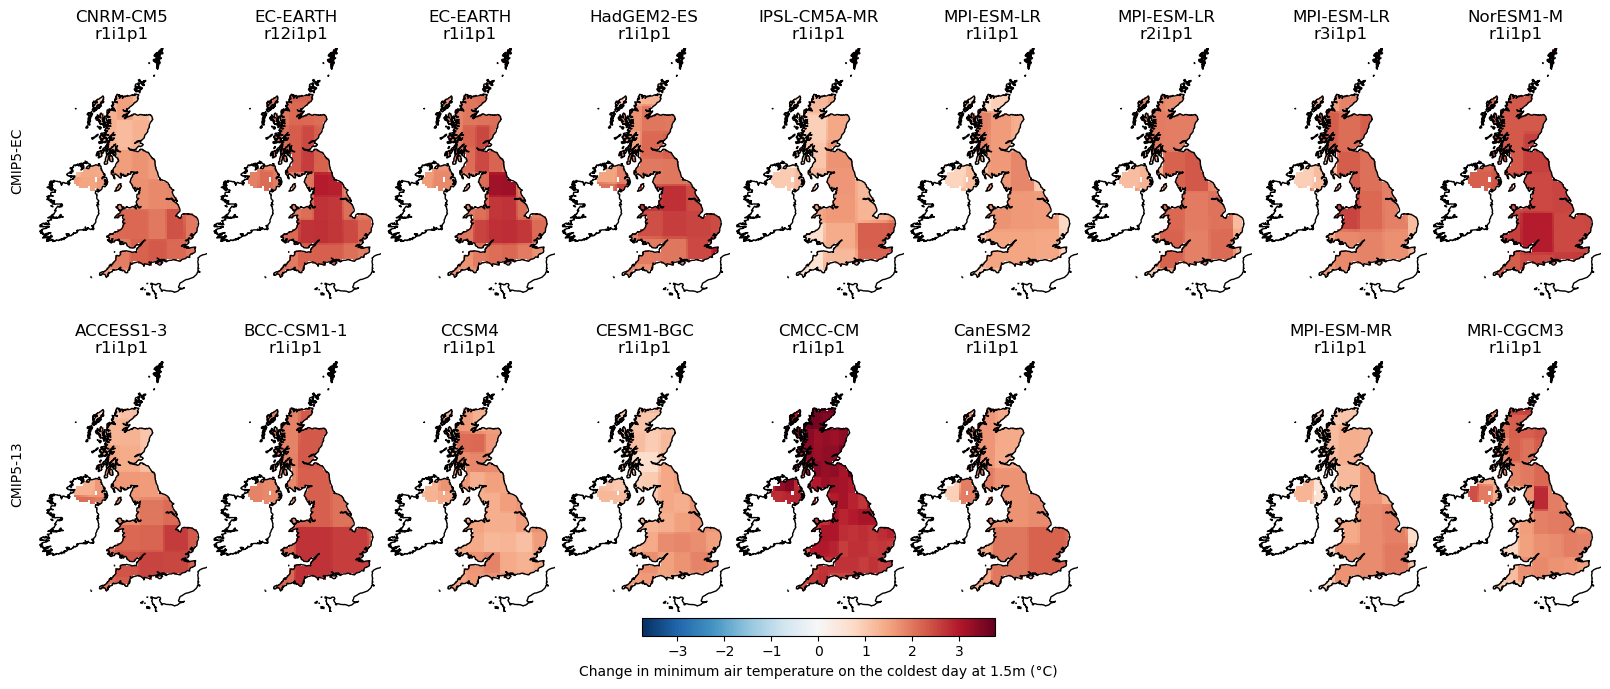 CNRM-CM5
r1i1p1
EC-EARTH
r12i1p1
EC-EARTH
r1i1p1
HadGEM2-ES
r1i1p1
IPSL-CM5A-MR
r1i1p1
MPI-ESM-LR
r1i1p1
MPI-ESM-LR
r2i1p1
MPI-ESM-LR
r3i1p1
NorESM1-M
r1i1p1
CMIP5-EC
ACCESS1-3
r1i1p1
BCC-CSM1-1
r1i1p1
CCSM4
r1i1p1
CESM1-BGC
r1i1p1
CMCC-CM
r1i1p1
CanESM2
r1i1p1
MPI-ESM-MR
r1i1p1
MRI-CGCM3
r1i1p1
CMIP5-13
−3 −2 −1 0 1 2 3
Change in minimum air temperature on the coldest day at 1.5m (°C)